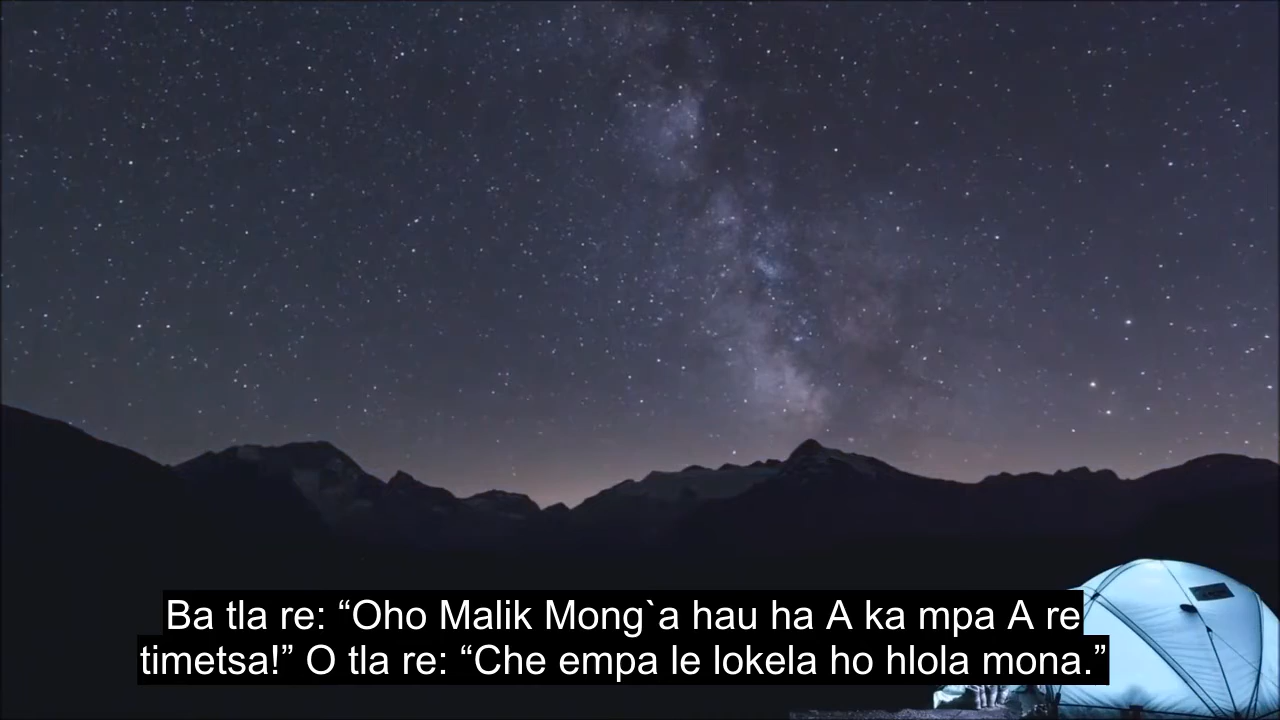 Ba tla re: “Oho Malik Mong`a hau ha A ka mpa A re
timetsa!” O tla re: “Che empa le lokela ho hlola mona.”